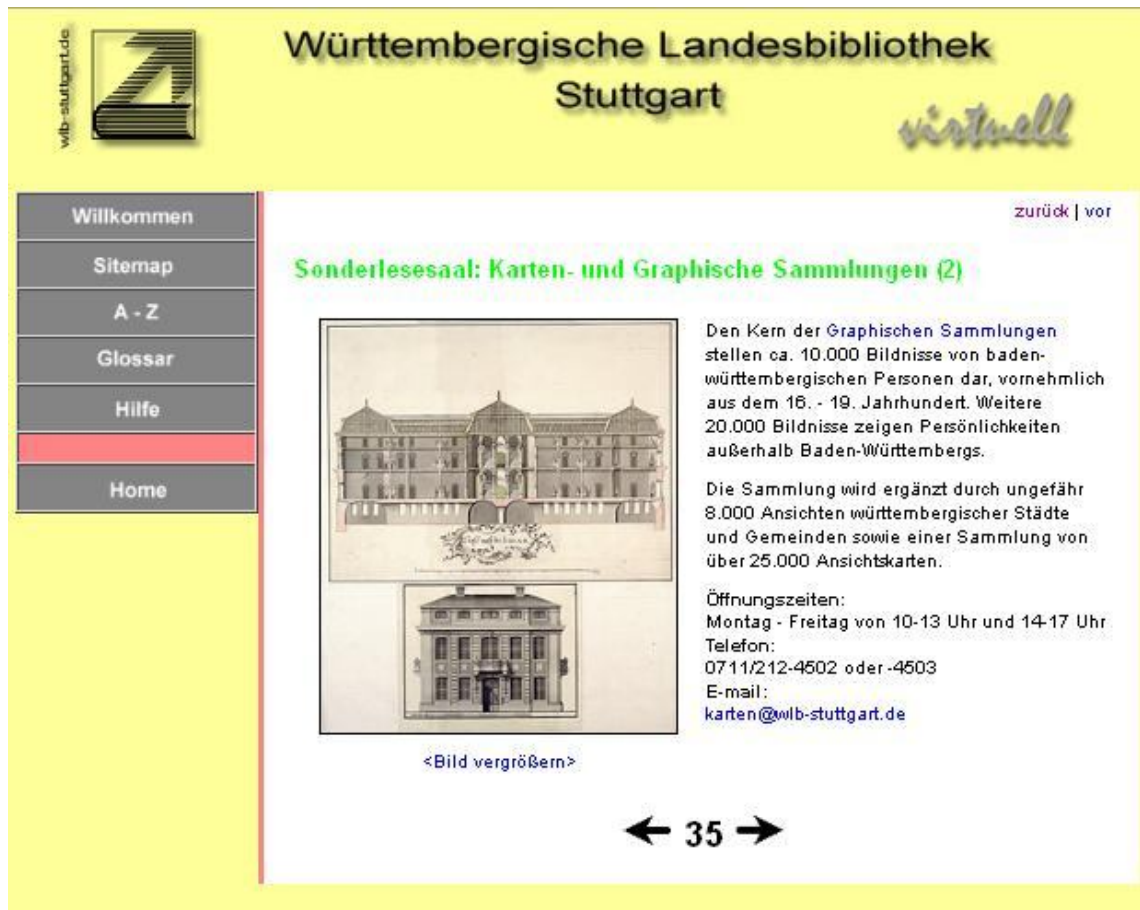 wlb-stuttgart.de
Württembergische Landesbibliothek
Stuttgart
virtuell
Willkommen
Sitemap
A - Z
Glossar
Hilfe
Home
zurück | vor
Sonderlesesaal: Karten- und Graphische Sammlungen (2)
Den Kern der Graphischen Sammlungen
stellen ca. 10.000 Bildnisse von baden-
württembergischen Personen dar, vornehmlich
aus dem 16. - 19. Jahrhundert. Weitere
20.000 Bildnisse zeigen Persönlichkeiten
außerhalb Baden-Württembergs.
Die Sammlung wird ergänzt durch ungefähr
8.000 Ansichten württembergischer Städte
und Gemeinden sowie einer Sammlung von
über 25.000 Ansichtskarten.
Öffnungszeiten:
Montag - Freitag von 10-13 Uhr und 14-17 Uhr
Telefon:
0711/212-4502 oder -4503
E-mail:
karten@wlb-stuttgart.de
<Bild vergrößern>
35